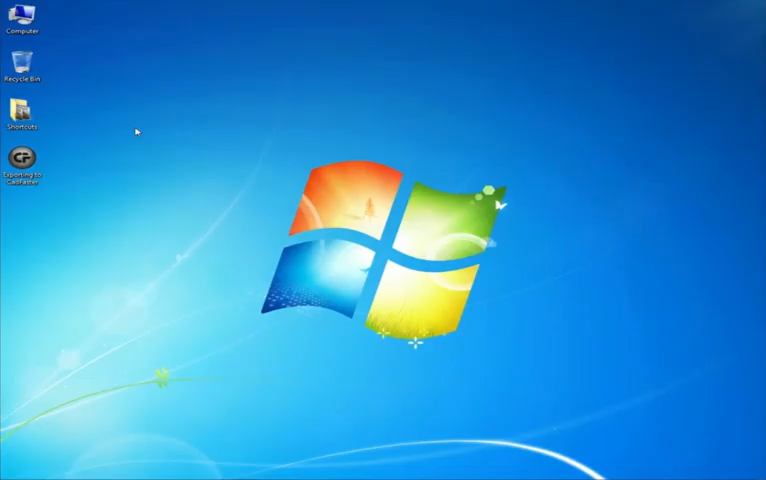 Computer
Recycle Bin
Shortcuts
CF
Exporting to
CadFaster